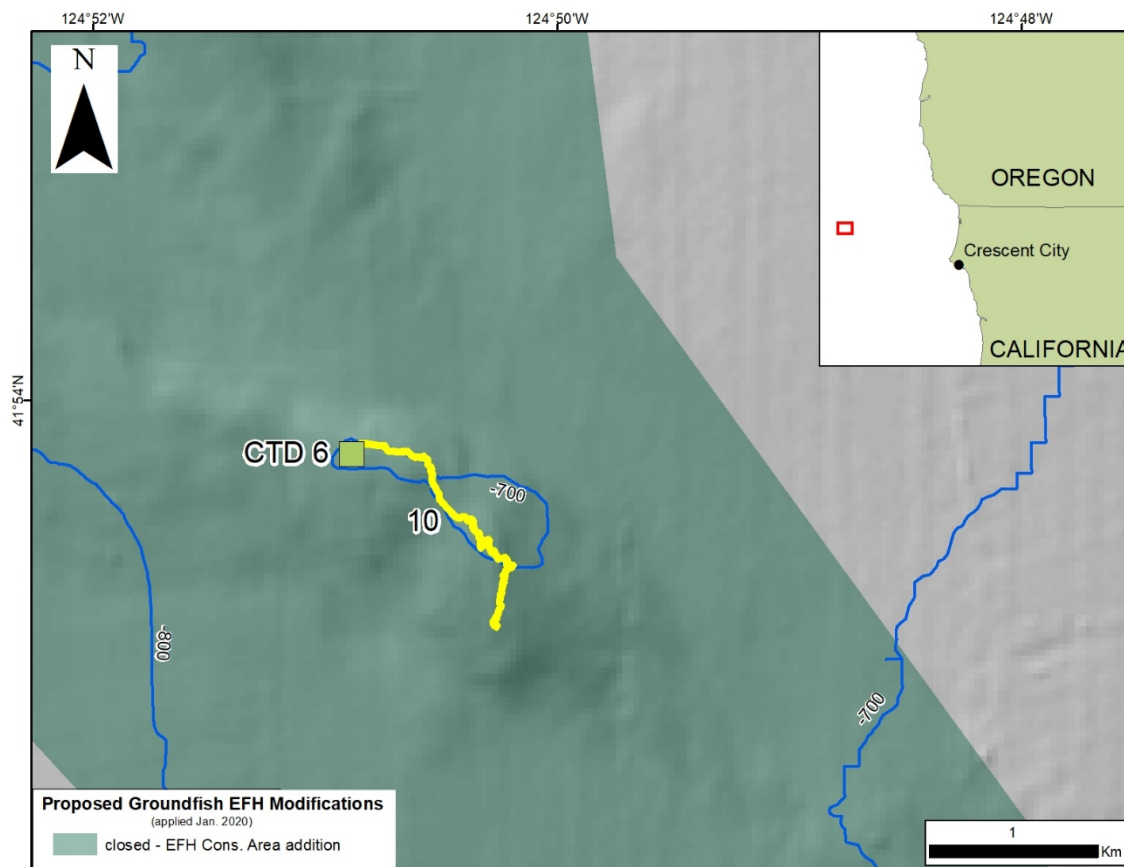 124°52'W
124°50'W
124°48'W
N
OREGON
Crescent City
CALIFORNIA
41°54'N
CTD 6
-700
10
-800
-700
Proposed Groundfish EFH Modifications
(applied Jan. 2020)
closed - EFH Cons. Area addition
1
Km